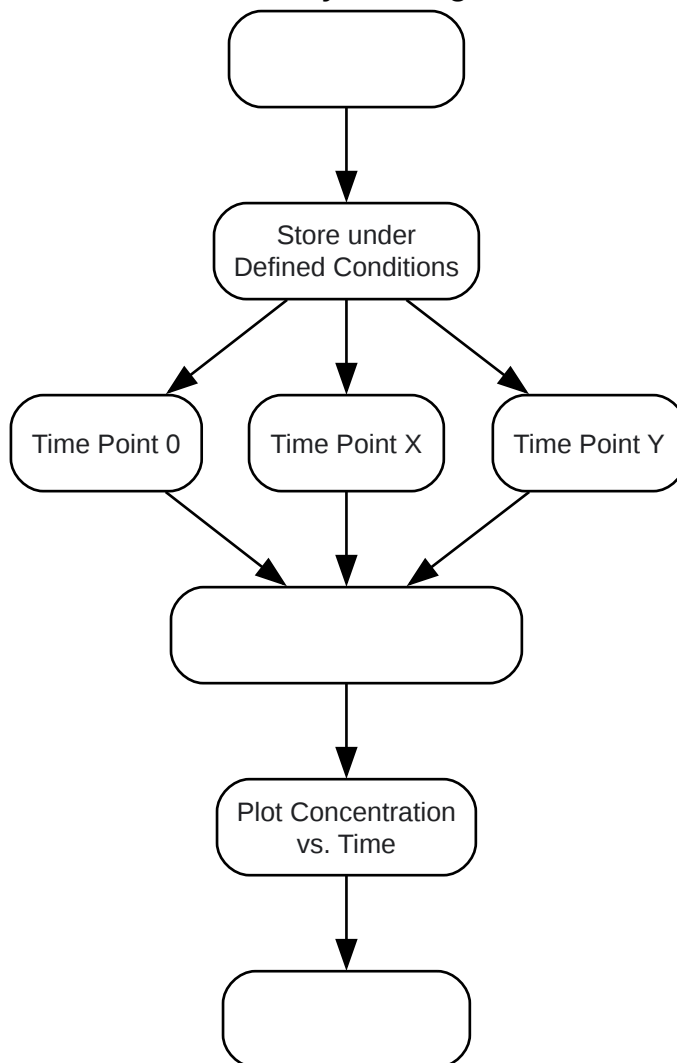 Store under
Defined Conditions
Time Point 0
Time Point X
Time Point Y
Plot Concentration
vs. Time